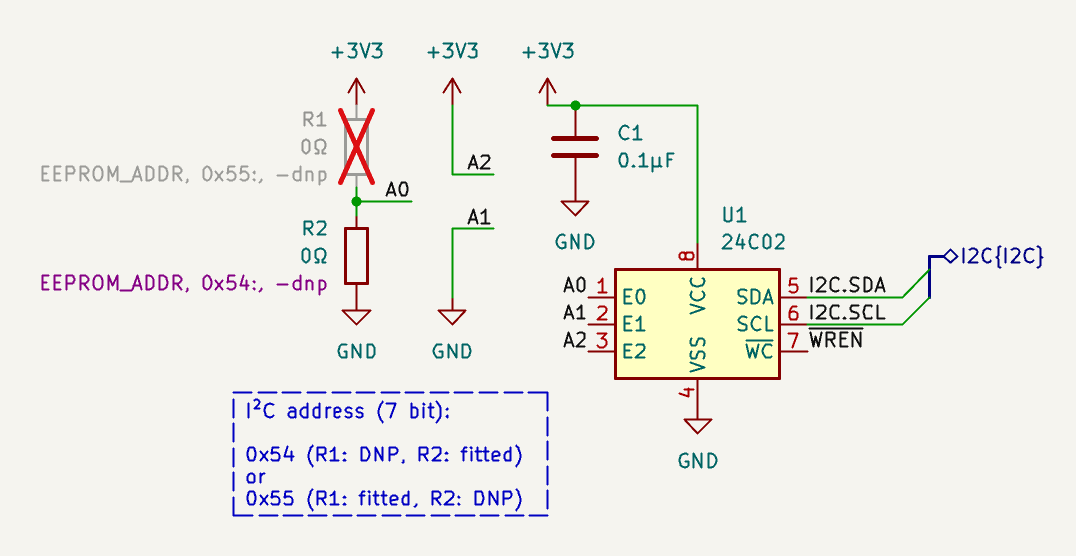 +3V3
+3V3
+3V3
R1
0Ω
EEPROM_ADDR, 0x55:, -dnp
A2
C1
0.1µF
A0
A1
R2
0Ω
EEPROM_ADDR, 0x54:, -dnp
GND
GND
GND
U1
24C02
8
VCC
A0 1 E0
A1 2 E1
A2 3 E2
SDA 5 I2C.SDA
SCL 6 I2C.SCL
WC 7 WREN
I2C{I2C}
VSS
4
GND
I²C address (7 bit):
0x54 (R1: DNP, R2: fitted)
or
0x55 (R1: fitted, R2: DNP)